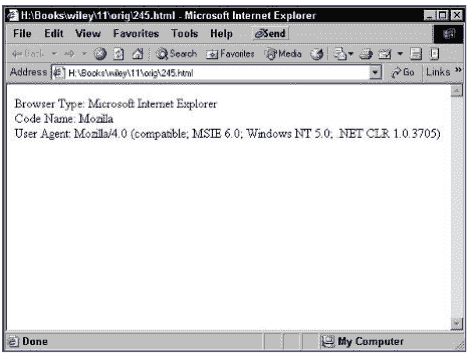 H:\Books\wiley\11\orig\245.html - Microsoft Internet Explorer
File Edit View Favorites Tools Help Send
Back Search Favorites Media
Address H:\Books\wiley\11\orig\245.html Go Links »
Browser Type: Microsoft Internet Explorer
Code Name: Mozilla
User Agent: Mozilla/4.0 (compatible; MSIE 6.0; Windows NT 5.0; .NET CLR 1.0.3705)
Done My Computer